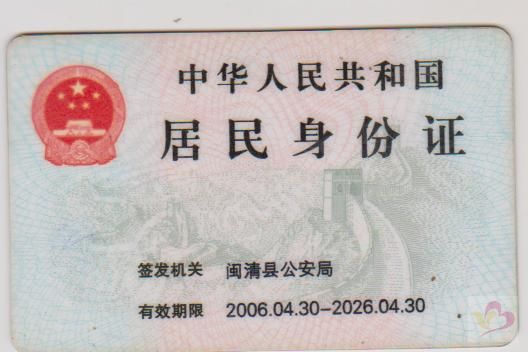 中华人民共和国
居民身份证
签发机关 闽清县公安局
有效期限 2006.04.30-2026.04.30